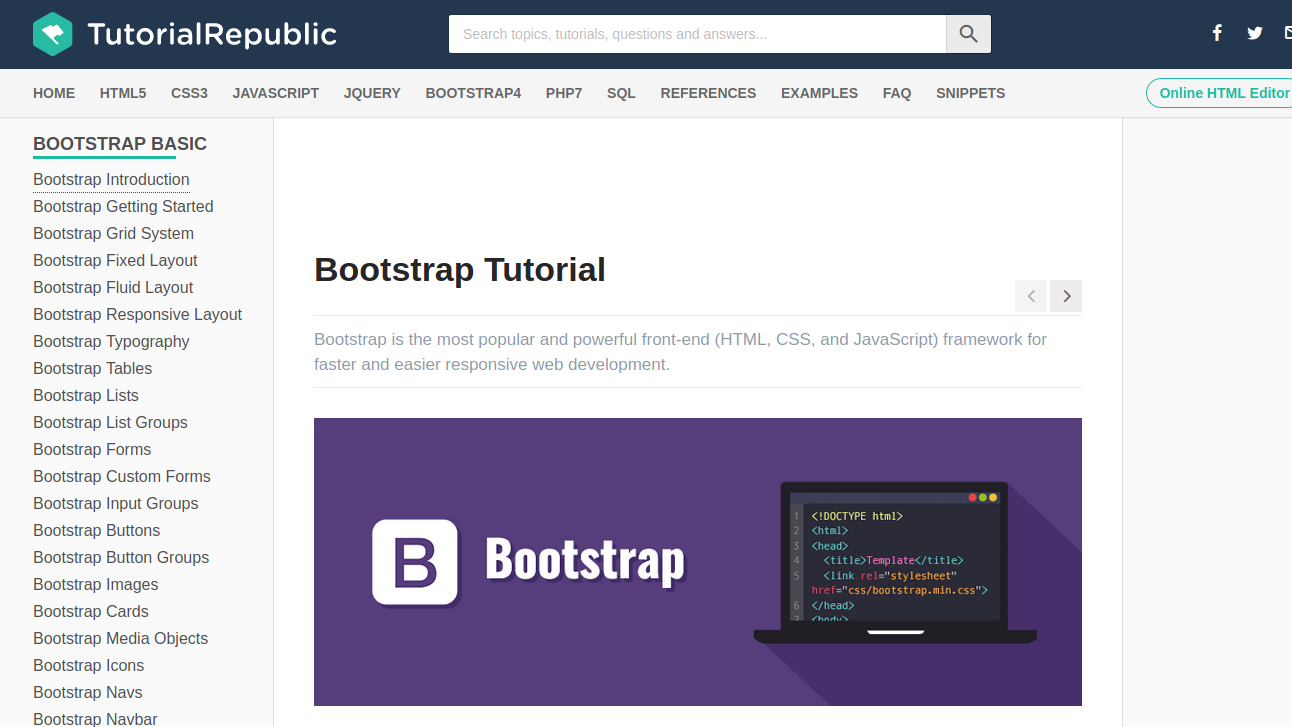 TutorialRepublic
Search topics, tutorials, questions and answers...
HOME HTML5 CSS3 JAVASCRIPT JQUERY BOOTSTRAP4 PHP7 SQL REFERENCES EXAMPLES FAQ SNIPPETS Online HTML Editor
BOOTSTRAP BASIC
Bootstrap Introduction
Bootstrap Getting Started
Bootstrap Grid System
Bootstrap Fixed Layout
Bootstrap Fluid Layout
Bootstrap Responsive Layout
Bootstrap Typography
Bootstrap Tables
Bootstrap Lists
Bootstrap List Groups
Bootstrap Forms
Bootstrap Custom Forms
Bootstrap Input Groups
Bootstrap Buttons
Bootstrap Button Groups
Bootstrap Images
Bootstrap Cards
Bootstrap Media Objects
Bootstrap Icons
Bootstrap Navs
Bootstrap Navbar
Bootstrap Tutorial
Bootstrap is the most popular and powerful front-end (HTML, CSS, and JavaScript) framework for
faster and easier responsive web development.
B Bootstrap
1 <!DOCTYPE html>
2 <html>
3 <head>
4 <title>Template</title>
5 <link rel="stylesheet"
href="css/bootstrap.min.css">
6 </head>
7 <body>